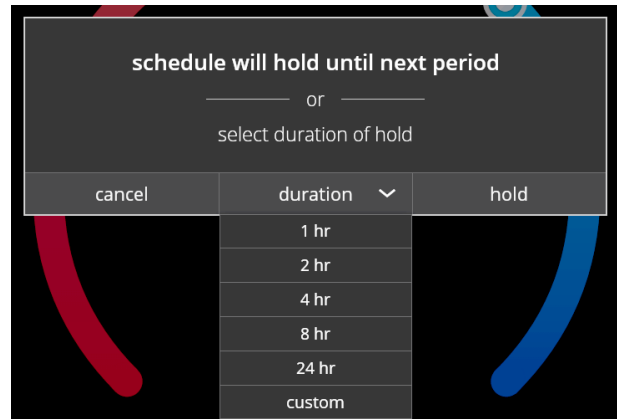 schedule will hold until next period
or
select duration of hold
cancel
duration
hold
1 hr
2 hr
4 hr
8 hr
24 hr
custom